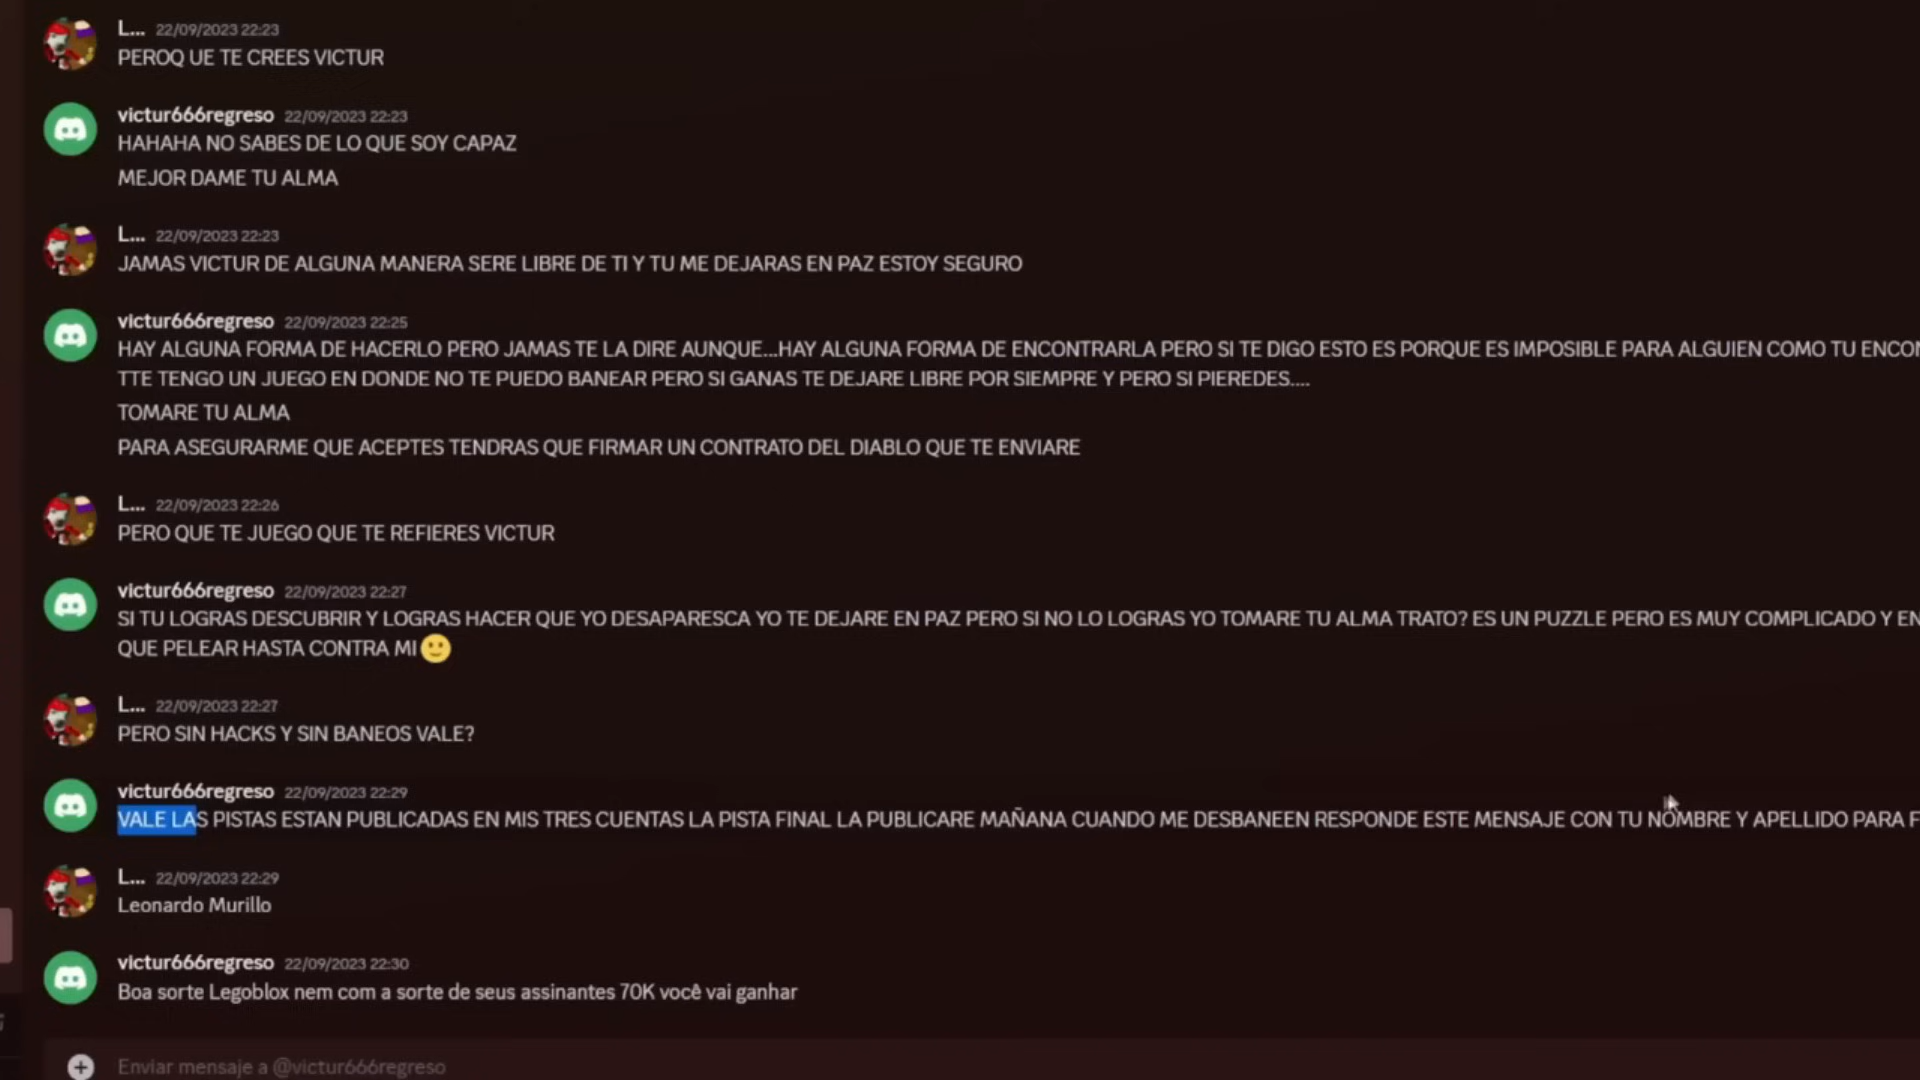 L... 22/09/2023 22:23
PEROQ UE TE CREES VICTUR
victur666regreso 22/09/2023 22:23
HAHAHA NO SABES DE LO QUE SOY CAPAZ
MEJOR DAME TU ALMA
L... 22/09/2023 22:23
JAMAS VICTUR DE ALGUNA MANERA SERE LIBRE DE TI Y TU ME DEJARAS EN PAZ ESTOY SEGURO
victur666regreso 22/09/2023 22:25
HAY ALGUNA FORMA DE HACERLO PERO JAMAS TE LA DIRE AUNQUE...HAY ALGUNA FORMA DE ENCONTRARLA PERO SI TE DIGO ESTO ES PORQUE ES IMPOSIBLE PARA ALGUIEN COMO TU
TTE TENGO UN JUEGO EN DONDE NO TE PUEDO BANEAR PERO SI GANAS TE DEJARE LIBRE POR SIEMPRE Y PERO SI PIEREDES....
TOMARE TU ALMA
PARA ASEGURARME QUE ACEPTES TENDRAS QUE FIRMAR UN CONTRATO DEL DIABLO QUE TE ENVIARE
L... 22/09/2023 22:26
PERO QUE TE JUEGO QUE TE REFIERES VICTUR
victur666regreso 22/09/2023 22:27
SI TU LOGRAS DESCUBRIR Y LOGRAS HACER QUE YO DESAPARESCA YO TE DEJARE EN PAZ PERO SI NO LO LOGRAS YO TOMARE TU ALMA TRATO? ES UN PUZZLE PERO ES MUY COMPLICADO Y
QUE PELEAR HASTA CONTRA MI 🙂
L... 22/09/2023 22:27
PERO SIN HACKS Y SIN BANEOS VALE?
victur666regreso 22/09/2023 22:29
VALE LAS PISTAS ESTAN PUBLICADAS EN MIS TRES CUENTAS LA PISTA FINAL LA PUBLICARE MAÑANA CUANDO ME DESBANEEN RESPONDE ESTE MENSAJE CON TU NOMBRE Y APELLIDO PARA
L... 22/09/2023 22:29
Leonardo Murillo
victur666regreso 22/09/2023 22:30
Boa sorte Legoblox nem com a sorte de seus assinantes 70K você vai ganhar
Enviar mensaje a @victur666regreso